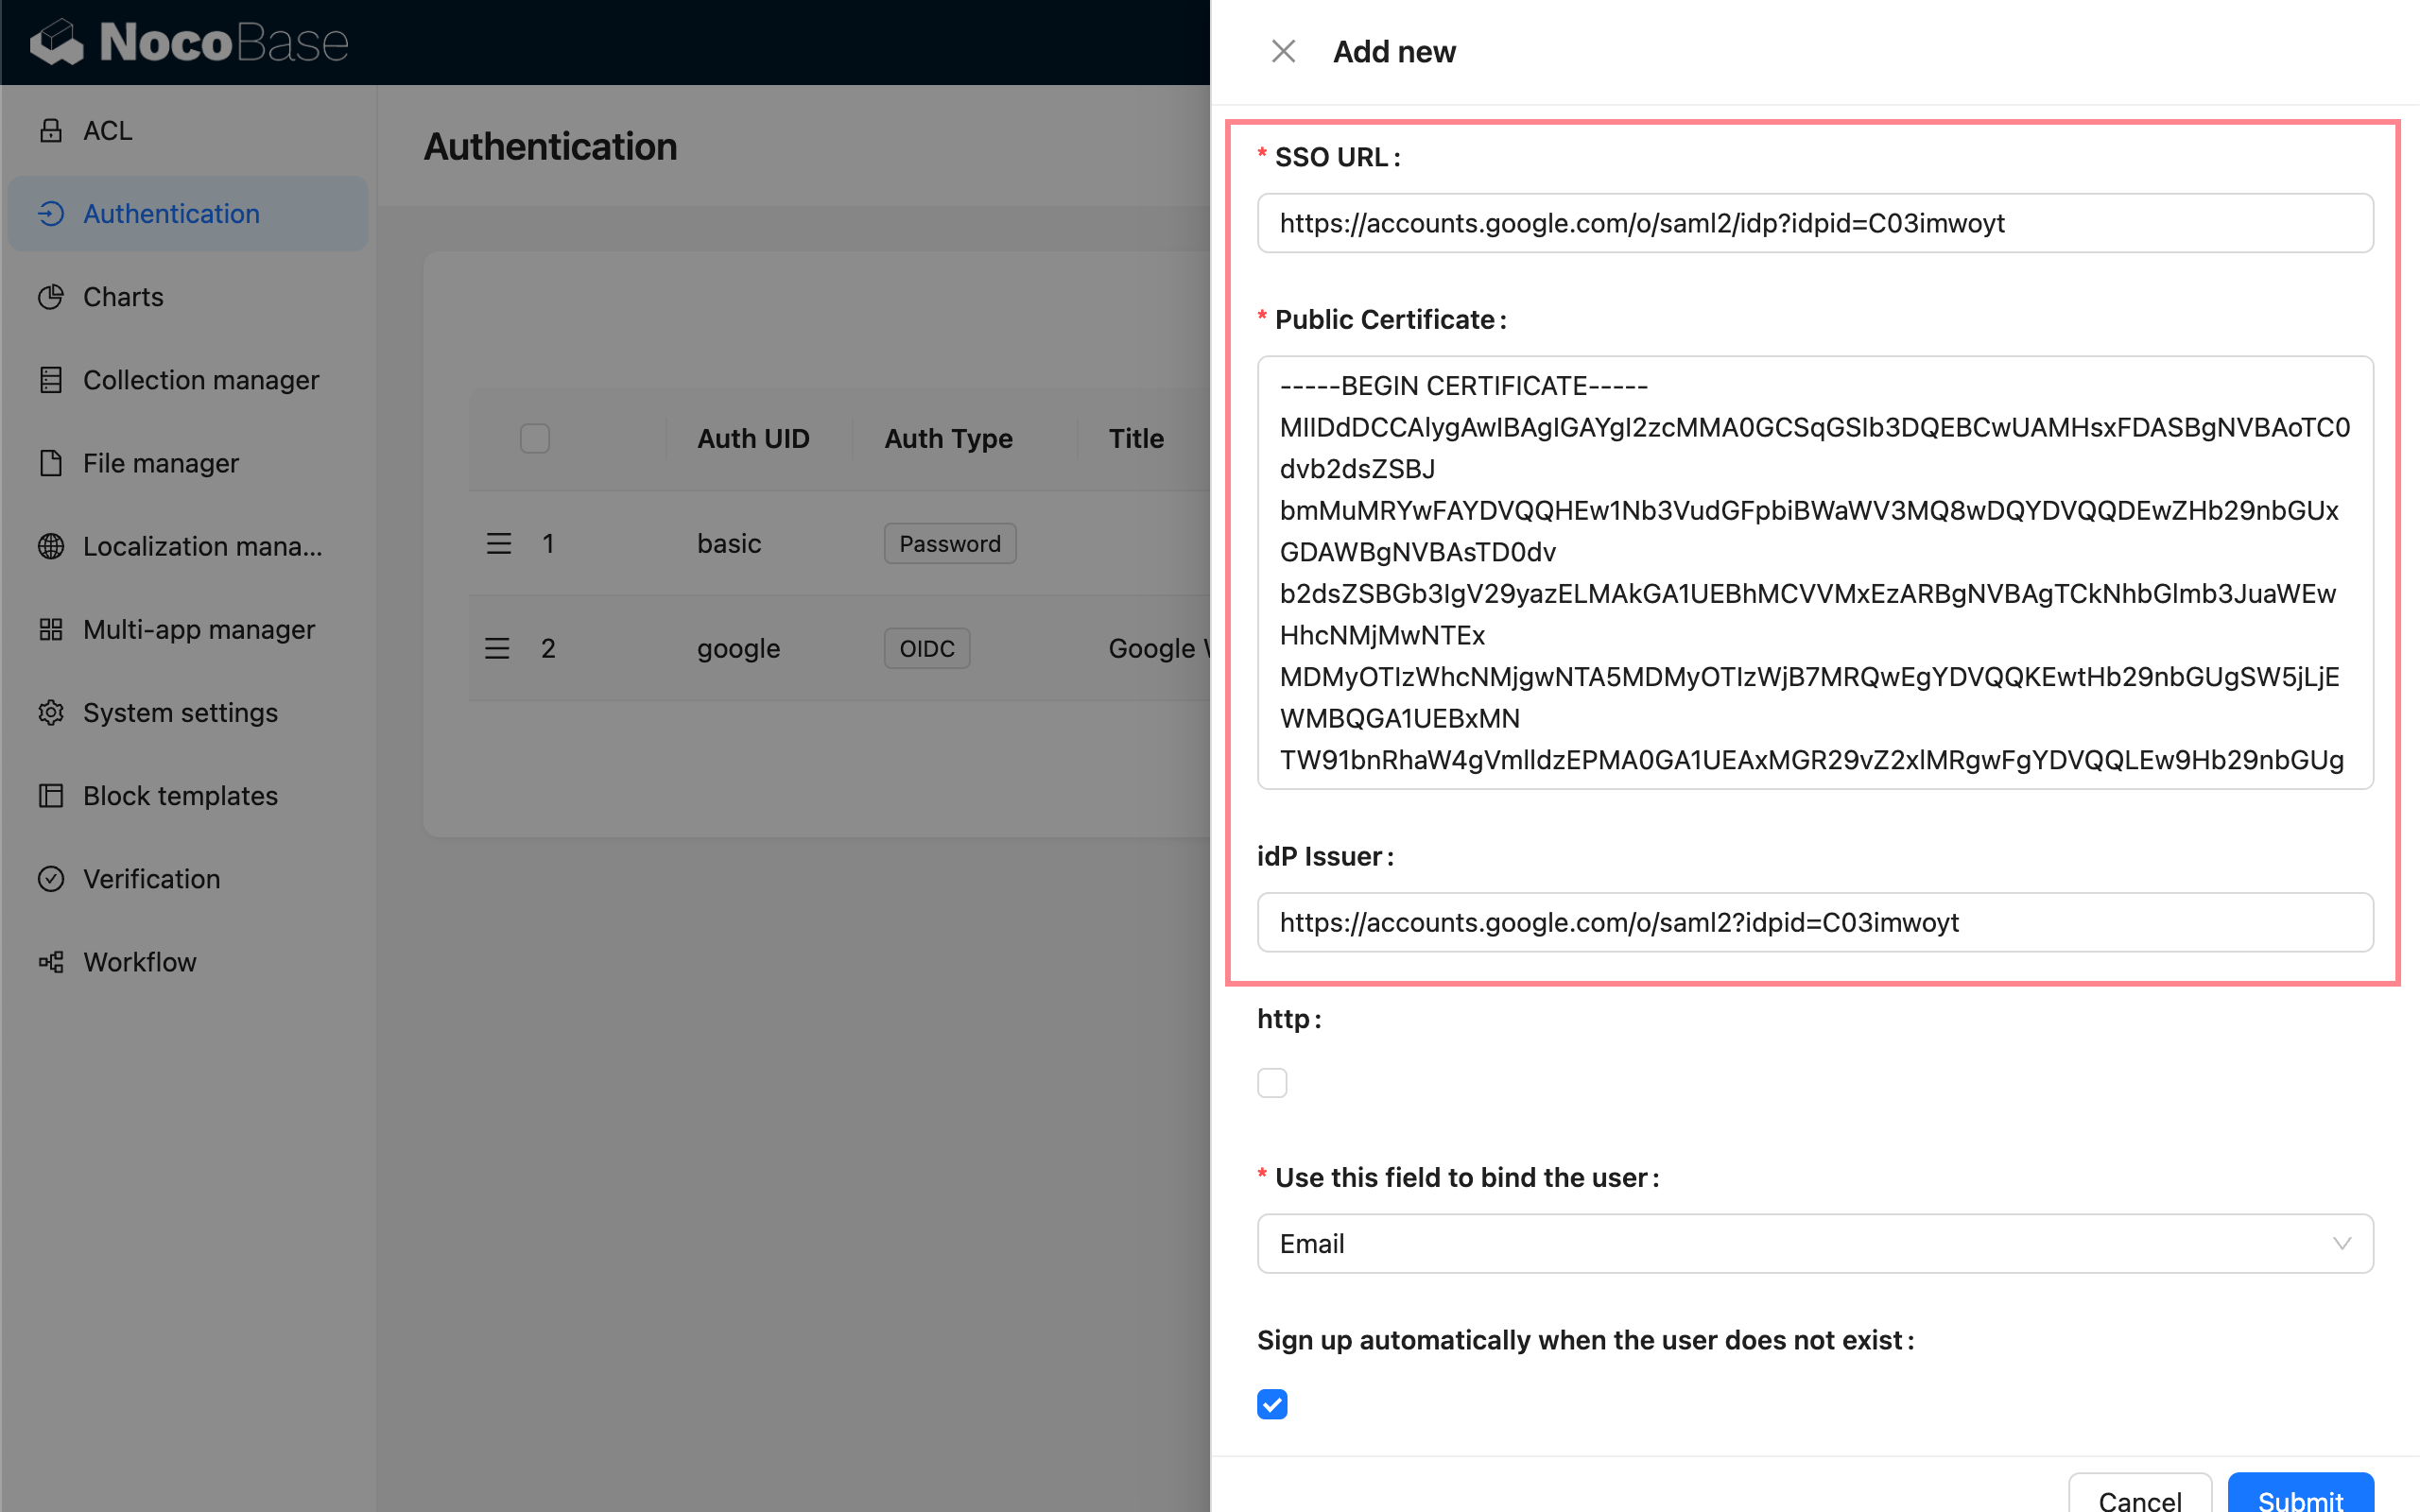 NocoBase
ACL
Authentication
Charts
Collection manager
File manager
Localization mana...
Multi-app manager
System settings
Block templates
Verification
Workflow
Authentication
Auth UID Auth Type Title
1 basic Password
2 google OIDC Google
Add new
* SSO URL:
https://accounts.google.com/o/saml2/idp?idpid=C03imwoyt
* Public Certificate:
-----BEGIN CERTIFICATE-----
MIIDdDCCAlygAwIBAgIGAYgI2zcMMA0GCSqGSIb3DQEBCwUAMHsxFDASBgNVBAoTC0
dvb2dsZSBJ
bmMuMRYwFAYDVQQHEw1Nb3VudGFpbiBWaWV3MQ8wDQYDVQQDEwZHb29nbGUx
GDAWBgNVBAsTD0dv
b2dsZSBGb3IgV29yazELMAkGA1UEBhMCVVMxEzARBgNVBAgTCkNhbGlmb3JuaWEw
HhcNMjMwNTEx
MDMyOTIzWhcNMjgwNTA5MDMyOTIzWjB7MRQwEgYDVQQKEwtHb29nbGUgSW5jLjE
WMBQGA1UEBxMN
TW91bnRhaW4gVmlldzEPMA0GA1UEAxMGR29vZ2xlMRgwFgYDVQQLEw9Hb29nbGUg
idP Issuer:
https://accounts.google.com/o/saml2?idpid=C03imwoyt
http:
* Use this field to bind the user:
Email
Sign up automatically when the user does not exist:
Cancel Submit